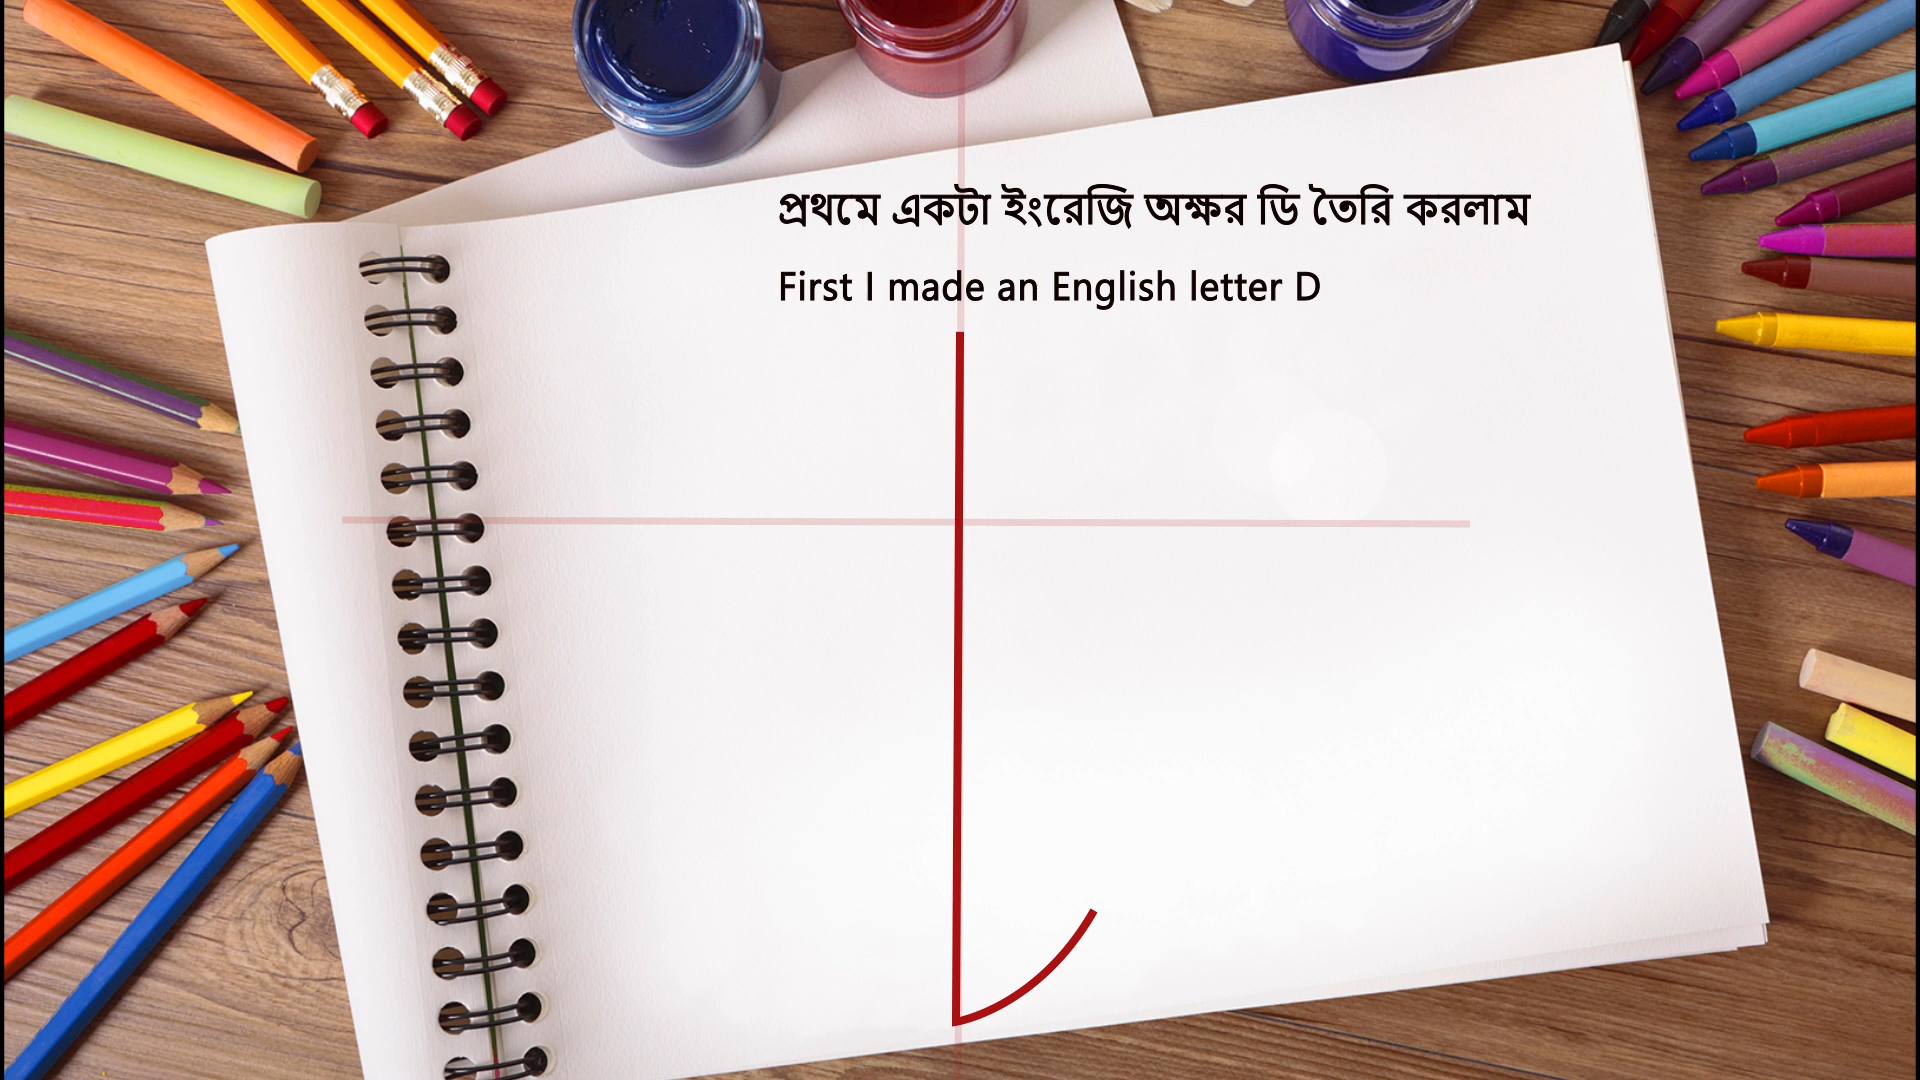 প্রথমে একটা ইংরেজি অক্ষর ডি তৈরি করলাম
First I made an English letter D